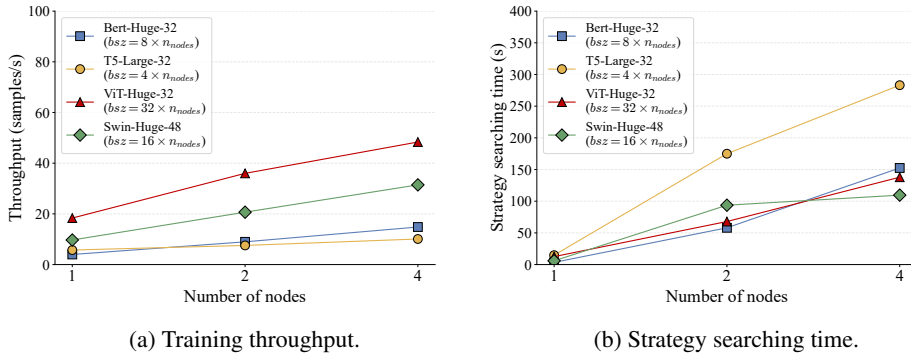 100
80
60
40
20
0
Throughput (samples/s)
Bert-Huge-32
(bsz = 8 × n_nodes)
T5-Large-32
(bsz = 4 × n_nodes)
ViT-Huge-32
(bsz = 32 × n_nodes)
Swin-Huge-48
(bsz = 16 × n_nodes)
1 2 4
Number of nodes
(a) Training throughput.
400
350
300
250
200
150
100
50
0
Strategy searching time (s)
Bert-Huge-32
(bsz = 8 × n_nodes)
T5-Large-32
(bsz = 4 × n_nodes)
ViT-Huge-32
(bsz = 32 × n_nodes)
Swin-Huge-48
(bsz = 16 × n_nodes)
1 2 4
Number of nodes
(b) Strategy searching time.